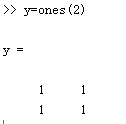 >> y=ones(2)
y =
1 1
1 1